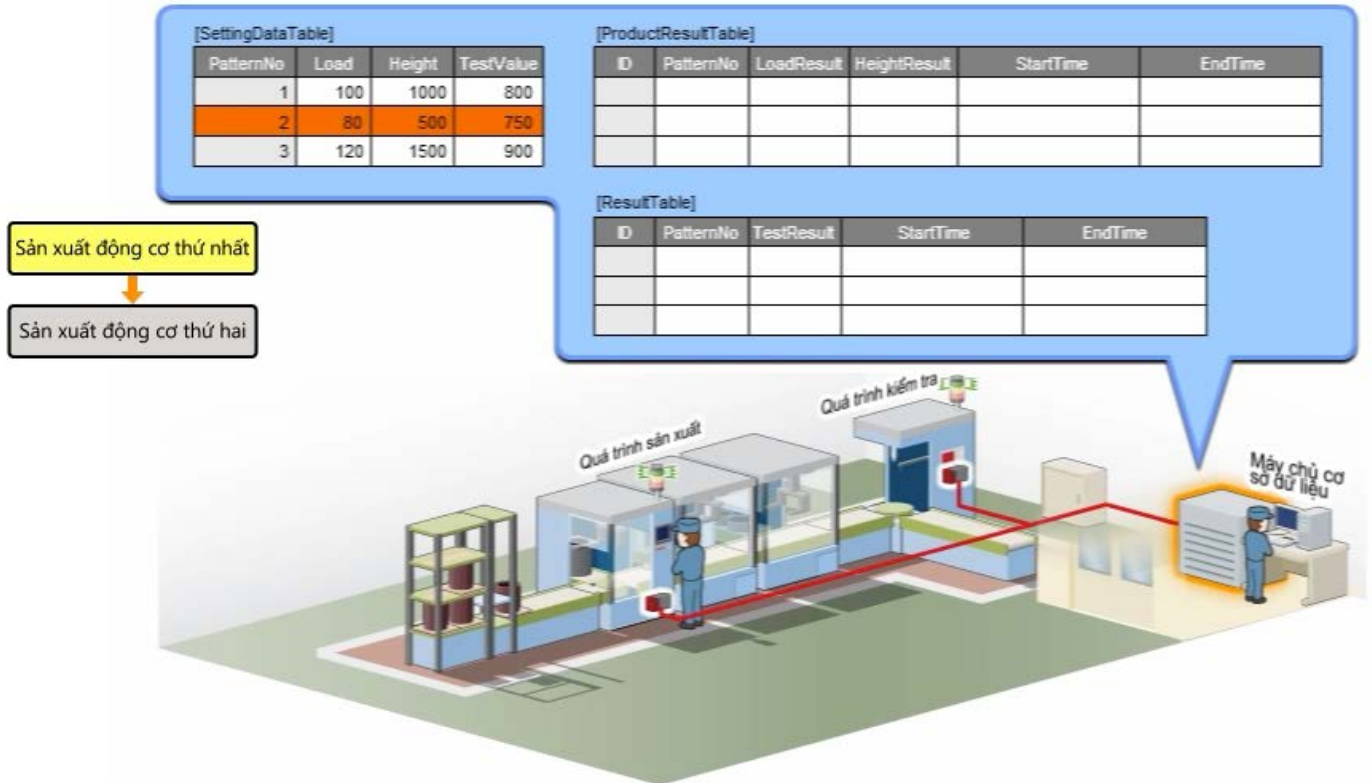 [SettingDataTable]
PatternNo Load Height TestValue
1 100 1000 800
2 80 500 750
3 120 1500 900
[ProductResultTable]
ID PatternNo LoadResult HeightResult StartTime EndTime
[ResultTable]
ID PatternNo TestResult StartTime EndTime
Sản xuất động cơ thứ nhất
Sản xuất động cơ thứ hai
Quá trình sản xuất
Quá trình kiểm tra
Máy chủ cơ
sở dữ liệu